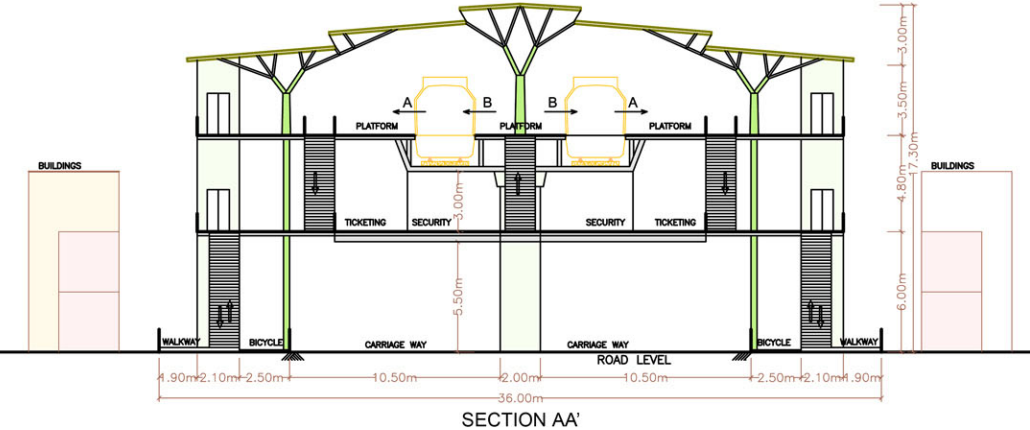 3.00m
A B B A
3.50m
PLATFORM PLATFORM PLATFORM
17.30m
BUILDINGS BUILDINGS
4.80m
3.00m
TICKETING SECURITY SECURITY TICKETING
5.50m
6.00m
WALKWAY BICYCLE CARRIAGE WAY CARRIAGE WAY BICYCLE WALKWAY
ROAD LEVEL
1.90m 2.10m 2.50m 10.50m 2.00m 10.50m 2.50m 2.10m 1.90m
36.00m
SECTION AA'